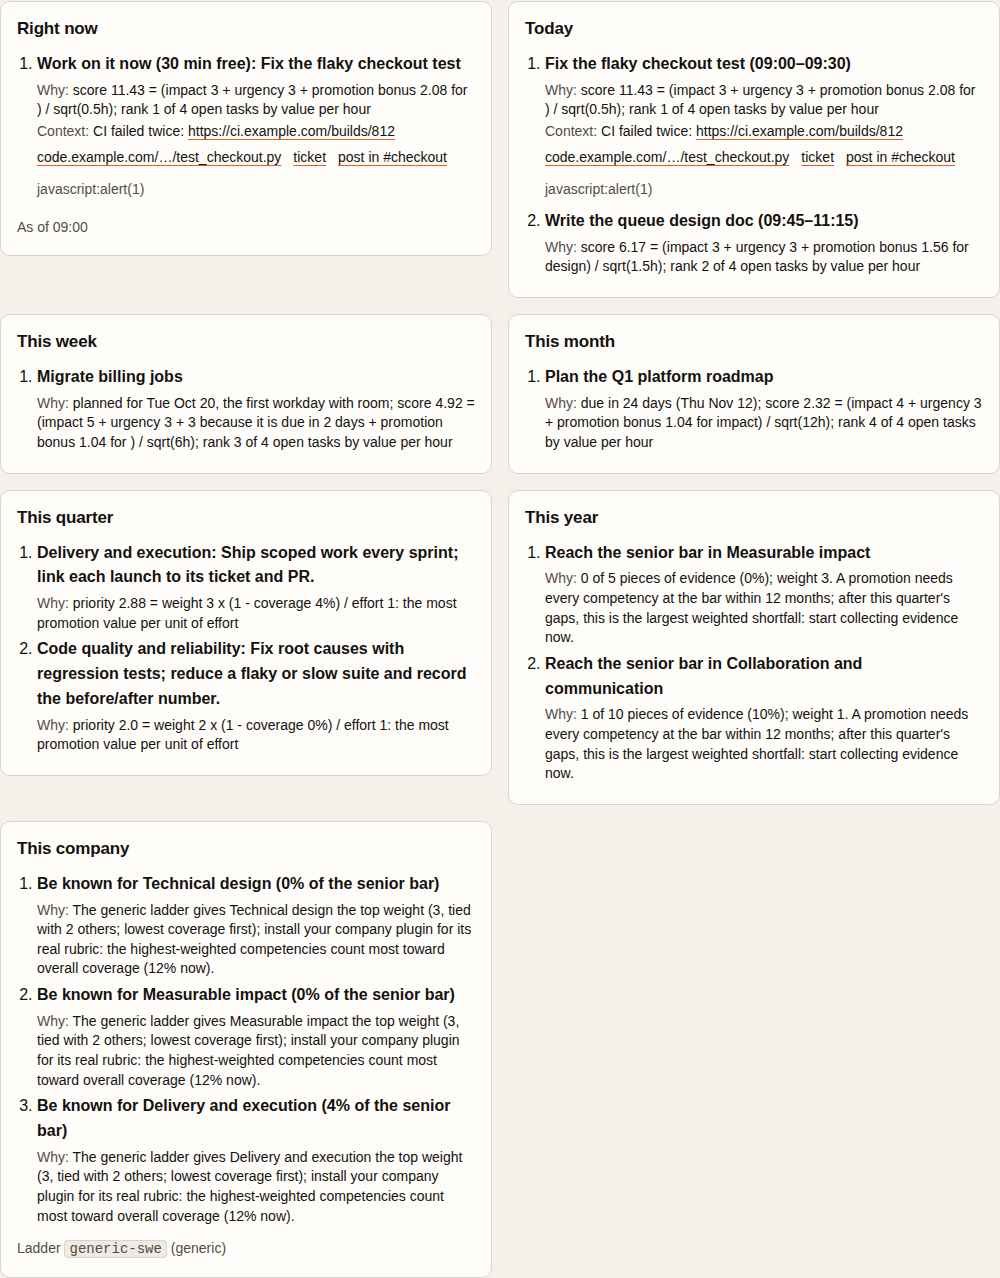 Right now
1. Work on it now (30 min free): Fix the flaky checkout test
Why: score 11.43 = (impact 3 + urgency 3 + promotion bonus 2.08 for
) / sqrt(0.5h); rank 1 of 4 open tasks by value per hour
Context: CI failed twice: https://ci.example.com/builds/812
code.example.com/…/test_checkout.py ticket post in #checkout
javascript:alert(1)
As of 09:00
Today
1. Fix the flaky checkout test (09:00–09:30)
Why: score 11.43 = (impact 3 + urgency 3 + promotion bonus 2.08 for
) / sqrt(0.5h); rank 1 of 4 open tasks by value per hour
Context: CI failed twice: https://ci.example.com/builds/812
code.example.com/…/test_checkout.py ticket post in #checkout
javascript:alert(1)
2. Write the queue design doc (09:45–11:15)
Why: score 6.17 = (impact 3 + urgency 3 + promotion bonus 1.56 for
design) / sqrt(1.5h); rank 2 of 4 open tasks by value per hour
This week
1. Migrate billing jobs
Why: planned for Tue Oct 20, the first workday with room; score 4.92 =
(impact 5 + urgency 3 + 3 because it is due in 2 days + promotion
bonus 1.04 for ) / sqrt(6h); rank 3 of 4 open tasks by value per hour
This month
1. Plan the Q1 platform roadmap
Why: due in 24 days (Thu Nov 12); score 2.32 = (impact 4 + urgency 3
+ promotion bonus 1.04 for impact) / sqrt(12h); rank 4 of 4 open tasks
by value per hour
This quarter
1. Delivery and execution: Ship scoped work every sprint;
link each launch to its ticket and PR.
Why: priority 2.88 = weight 3 x (1 - coverage 4%) / effort 1: the most
promotion value per unit of effort
2. Code quality and reliability: Fix root causes with
regression tests; reduce a flaky or slow suite and record
the before/after number.
Why: priority 2.0 = weight 2 x (1 - coverage 0%) / effort 1: the most
promotion value per unit of effort
This year
1. Reach the senior bar in Measurable impact
Why: 0 of 5 pieces of evidence (0%); weight 3. A promotion needs
every competency at the bar within 12 months; after this quarter's
gaps, this is the largest weighted shortfall: start collecting evidence
now.
2. Reach the senior bar in Collaboration and
communication
Why: 1 of 10 pieces of evidence (10%); weight 1. A promotion needs
every competency at the bar within 12 months; after this quarter's
gaps, this is the largest weighted shortfall: start collecting evidence
now.
This company
1. Be known for Technical design (0% of the senior bar)
Why: The generic ladder gives Technical design the top weight (3, tied
with 2 others; lowest coverage first); install your company plugin for its
real rubric: the highest-weighted competencies count most toward
overall coverage (12% now).
2. Be known for Measurable impact (0% of the senior bar)
Why: The generic ladder gives Measurable impact the top weight (3,
tied with 2 others; lowest coverage first); install your company plugin
for its real rubric: the highest-weighted competencies count most
toward overall coverage (12% now).
3. Be known for Delivery and execution (4% of the senior
bar)
Why: The generic ladder gives Delivery and execution the top weight
(3, tied with 2 others; lowest coverage first); install your company
plugin for its real rubric: the highest-weighted competencies count
most toward overall coverage (12% now).
Ladder generic-swe (generic)